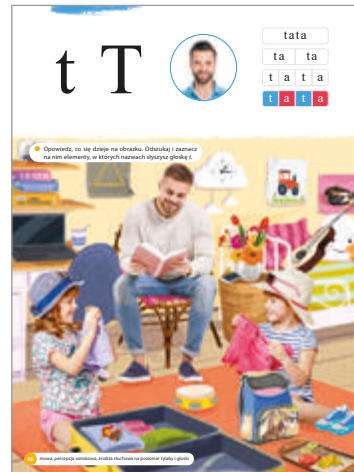 t T
tata
ta ta
t a t a
t a t a
Opowiedz, co się dzieje na obrazku. Odszukaj i zaznacz
na nim elementy, w których nazwach słyszysz głoskę t.
mowa, percepcja wzrokowa, analiza słuchowa na poziomie sylaby i głoski